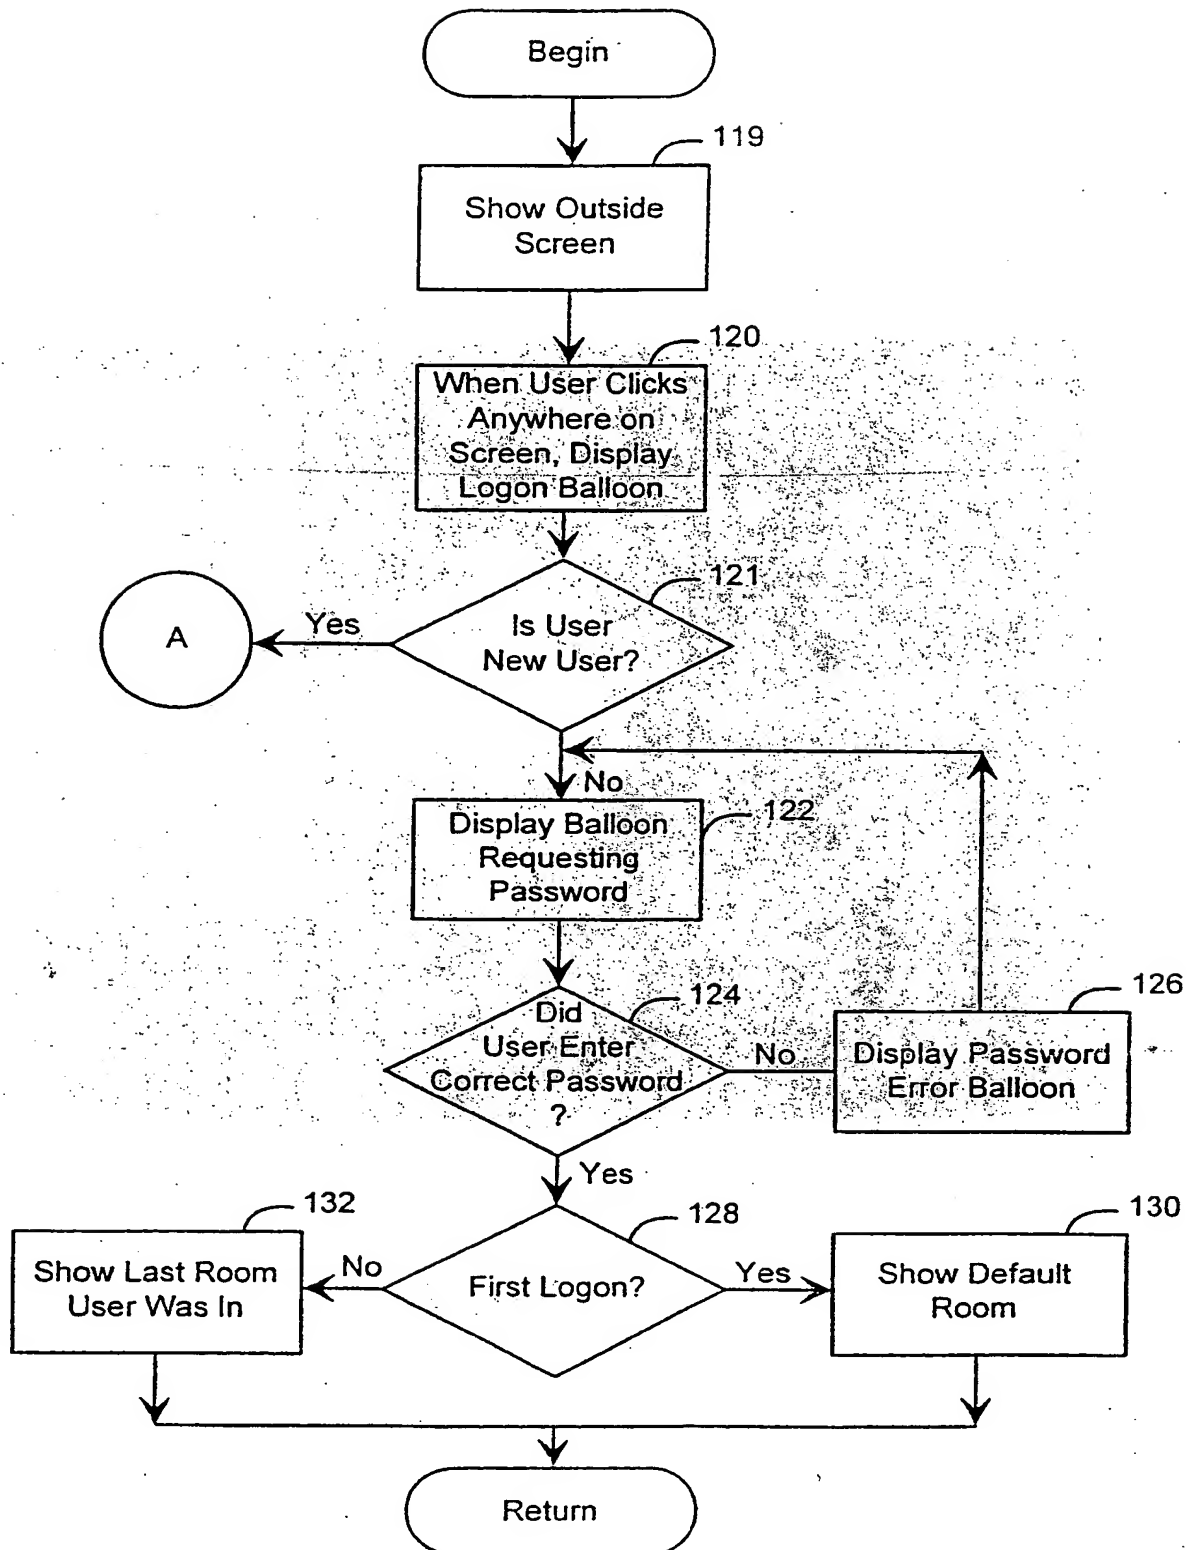 Begin
119
Show Outside
Screen
120
When User Clicks
Anywhere on
Screen, Display
Logon Balloon
121
A
Yes
Is User
New User?
No
122
Display Balloon
Requesting
Password
124
126
Did
User Enter
Correct Password
?
No
Display Password
Error Balloon
Yes
132
128
130
Show Last Room
User Was In
No
First Logon?
Yes
Show Default
Room
Return